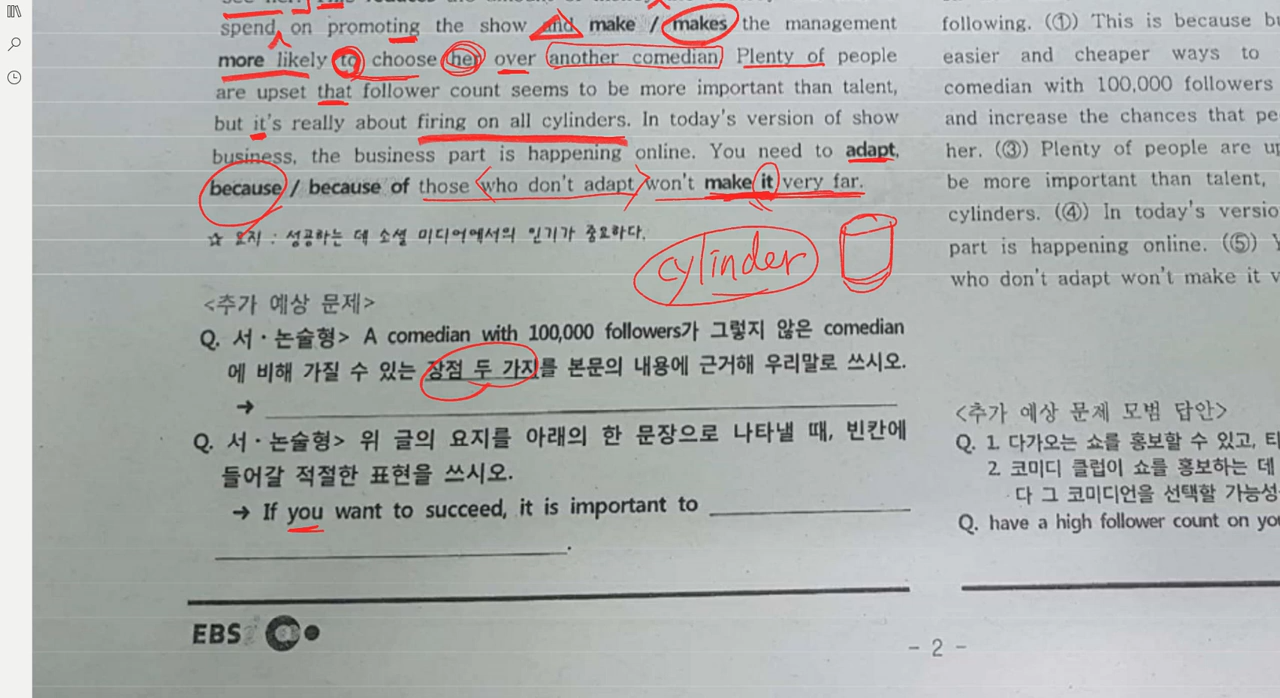 spend on promoting the show and make / makes the management
more likely to choose her over another comedian Plenty of people
are upset that follower count seems to be more important than talent,
but it's really about firing on all cylinders. In today's version of show
business, the business part is happening online. You need to adapt,
because / because of those who don't adapt won't make it very far.
☆ 요지 : 성공하는 데 소셜 미디어에서의 인기가 중요하다.
cylinder
<추가 예상 문제>
Q. 서·논술형> A comedian with 100,000 followers가 그렇지 않은 comedian
에 비해 가질 수 있는 장점 두 가지를 본문의 내용에 근거해 우리말로 쓰시오.
→
Q. 서·논술형> 위 글의 요지를 아래의 한 문장으로 나타낼 때, 빈칸에
들어갈 적절한 표현을 쓰시오.
→ If you want to succeed, it is important to
.
EBS
- 2 -
following. (①) This is because
easier and cheaper ways to
comedian with 100,000 followers
and increase the chances that
her. (③) Plenty of people are
be more important than talent,
cylinders. (④) In today's
part is happening online. (⑤)
who don't adapt won't make it
<추가 예상 문제 모범 답안>
Q. 1. 다가오는 쇼를 홍보할 수 있고,
2. 코미디 클럽이 쇼를 홍보하는 데
다 그 코미디언을 선택할 가능성
Q. have a high follower count on